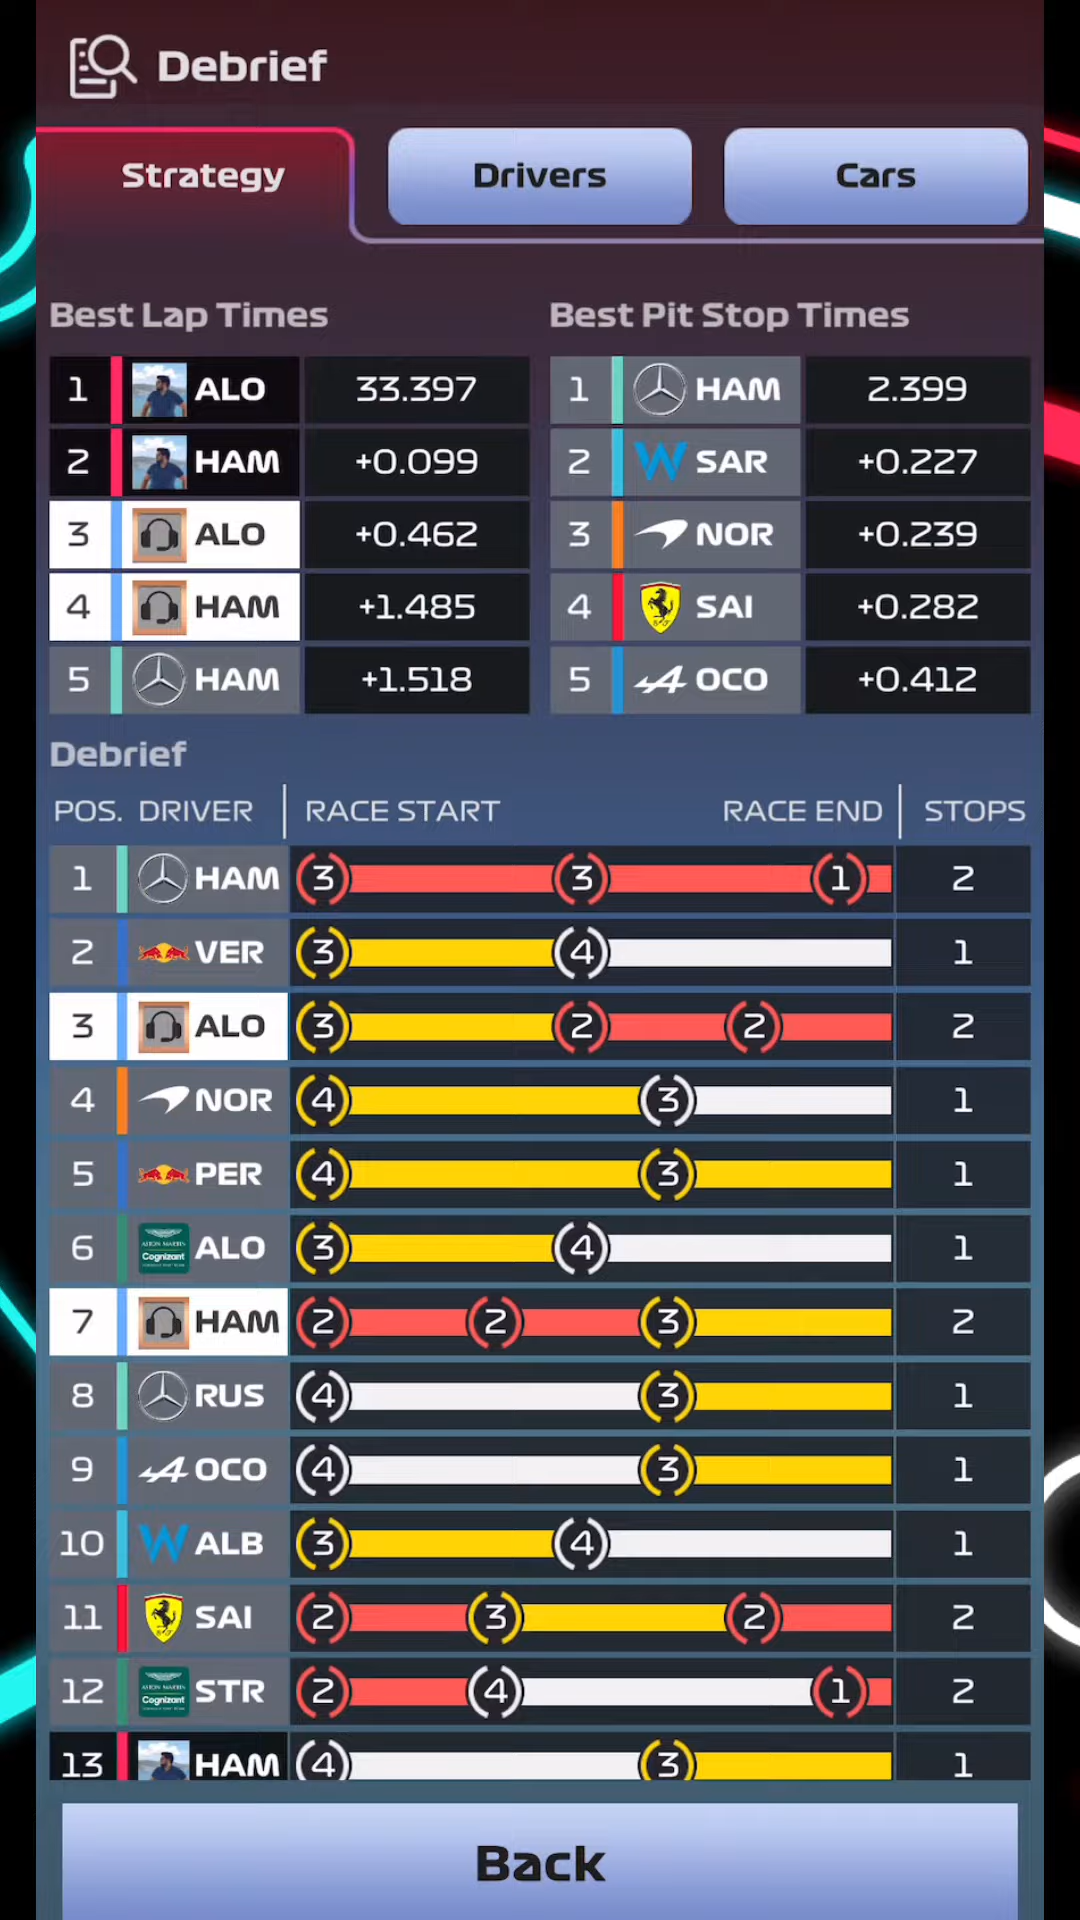 Debrief
Strategy Drivers Cars
Best Lap Times
1 ALO 33.397
2 HAM +0.099
3 ALO +0.462
4 HAM +1.485
5 HAM +1.518
Best Pit Stop Times
1 HAM 2.399
2 W SAR +0.227
3 NOR +0.239
4 SAI +0.282
5 OCO +0.412
Debrief
POS. DRIVER RACE START RACE END STOPS
1 HAM 3 3 1 2
2 VER 3 4 1
3 ALO 3 2 2 2
4 NOR 4 3 1
5 PER 4 3 1
6 Cognizant ALO 3 4 1
7 HAM 2 2 3 2
8 RUS 4 3 1
9 OCO 4 3 1
10 W ALB 3 4 1
11 SAI 2 3 2 2
12 Cognizant STR 2 4 1 2
13 HAM 4 3 1
Back